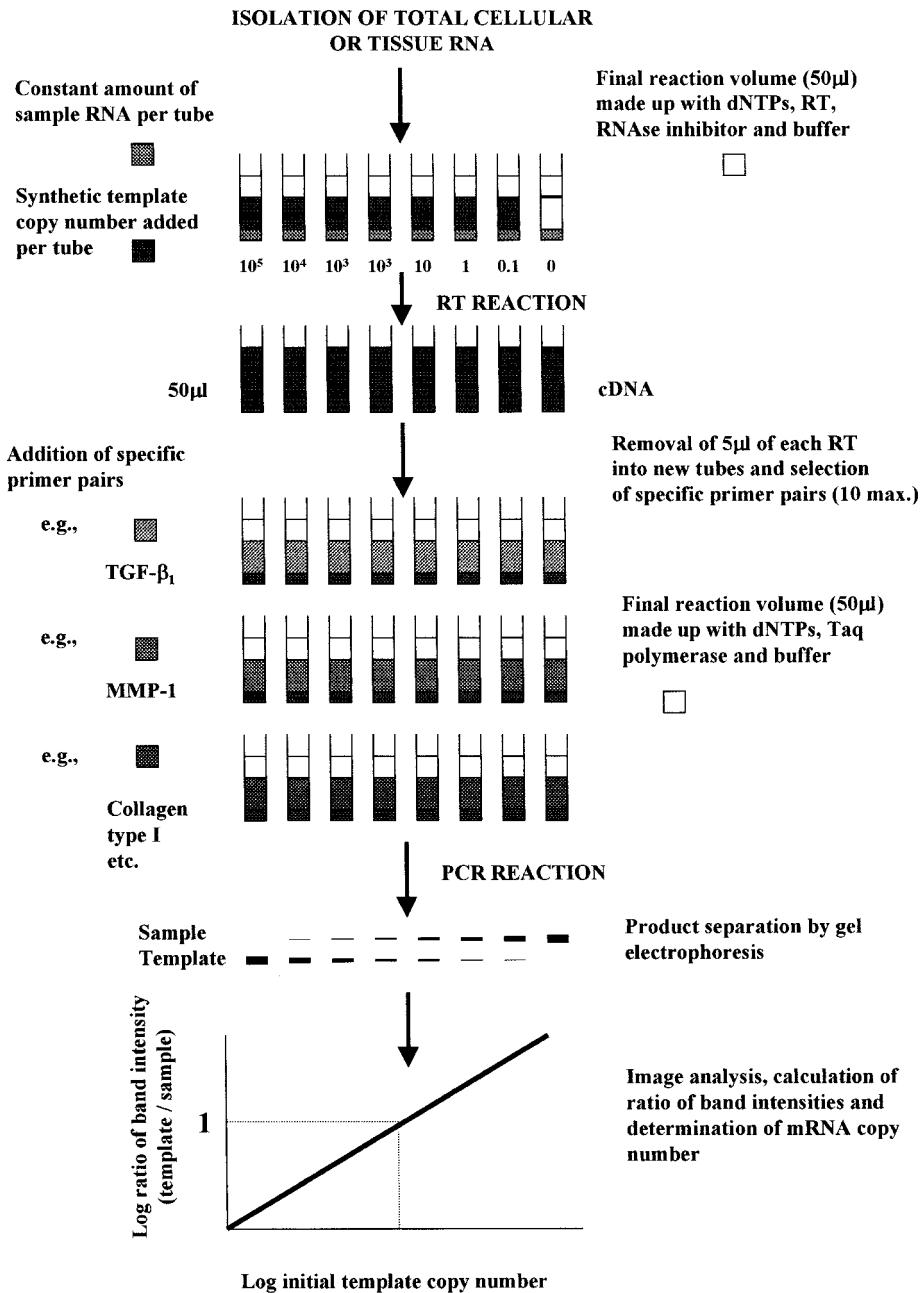 ISOLATION OF TOTAL CELLULAR
OR TISSUE RNA
Constant amount of
sample RNA per tube
Final reaction volume (50μl)
made up with dNTPs, RT,
RNAse inhibitor and buffer
Synthetic template
copy number added
per tube
10⁵ 10⁴ 10³ 10³ 10 1 0.1 0
RT REACTION
50μl
cDNA
Addition of specific
primer pairs
Removal of 5μl of each RT
into new tubes and selection
of specific primer pairs (10 max.)
e.g.,
TGF-β₁
Final reaction volume (50μl)
made up with dNTPs, Taq
polymerase and buffer
e.g.,
MMP-1
e.g.,
Collagen
type I
etc.
PCR REACTION
Sample
Template
Product separation by gel
electrophoresis
Log ratio of band intensity
(template / sample)
1
Image analysis, calculation of
ratio of band intensities and
determination of mRNA copy
number
Log initial template copy number